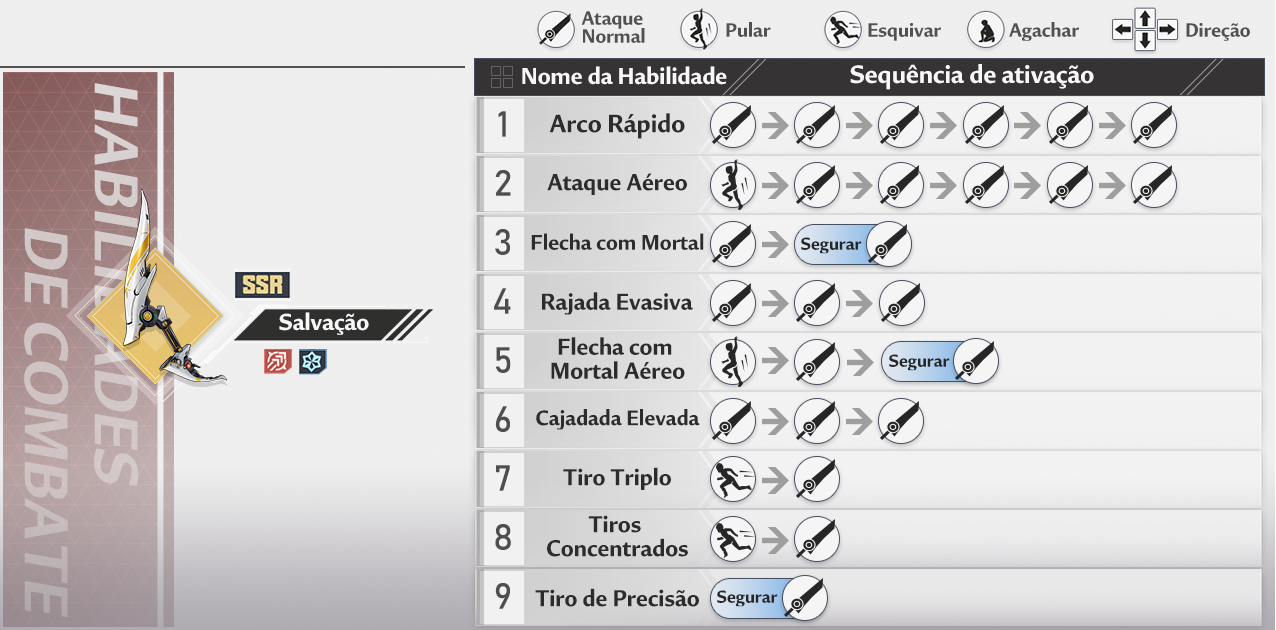 Ataque
Normal
Pular
Esquivar
Agachar
Direção
Nome da Habilidade
Sequência de ativação
HABILIDADES
DE COMBATE
SSR
Salvação
1
Arco Rápido
2
Ataque Aéreo
3
Flecha com Mortal
Segurar
4
Rajada Evasiva
5
Flecha com
Mortal Aéreo
Segurar
6
Cajadada Elevada
7
Tiro Triplo
8
Tiros
Concentrados
9
Tiro de Precisão
Segurar